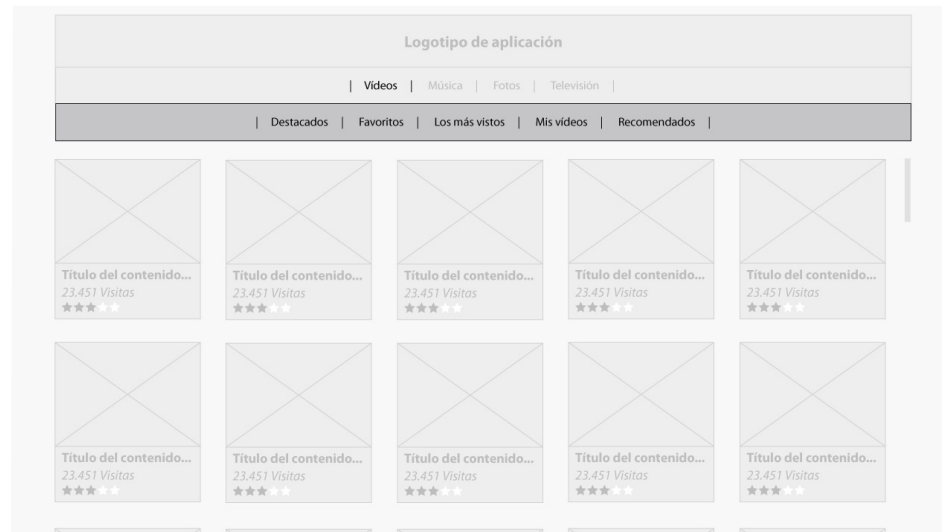 Logotipo de aplicación
| Vídeos | Música | Fotos | Televisión |
| Destacados | Favoritos | Los más vistos | Mis vídeos | Recomendados |
Título del contenido... Título del contenido... Título del contenido... Título del contenido... Título del contenido...
23.451 Visitas 23.451 Visitas 23.451 Visitas 23.451 Visitas 23.451 Visitas
Título del contenido... Título del contenido... Título del contenido... Título del contenido... Título del contenido...
23.451 Visitas 23.451 Visitas 23.451 Visitas 23.451 Visitas 23.451 Visitas